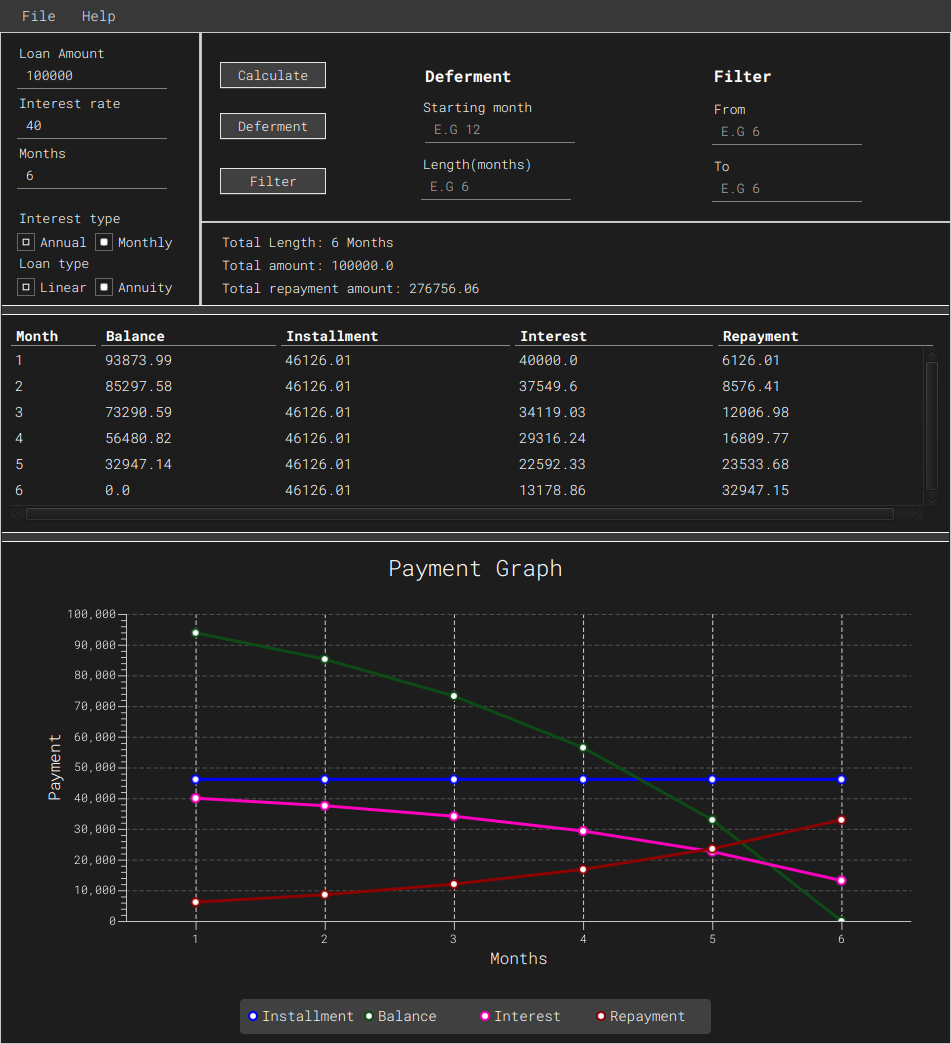 File Help
Loan Amount
100000
Interest rate
40
Months
6
Interest type
Annual Monthly
Loan type
Linear Annuity
Calculate
Deferment
Filter
Deferment
Starting month
E.G 12
Length(months)
E.G 6
Filter
From
E.G 6
To
E.G 6
Total Length: 6 Months
Total amount: 100000.0
Total repayment amount: 276756.06
Month Balance Installment Interest Repayment
1 93873.99 46126.01 40000.0 6126.01
2 85297.58 46126.01 37549.6 8576.41
3 73290.59 46126.01 34119.03 12006.98
4 56480.82 46126.01 29316.24 16809.77
5 32947.14 46126.01 22592.33 23533.68
6 0.0 46126.01 13178.86 32947.15
Payment Graph
100,000
90,000
80,000
70,000
60,000
50,000
40,000
30,000
20,000
10,000
0
Payment
1 2 3 4 5 6
Months
Installment Balance Interest Repayment